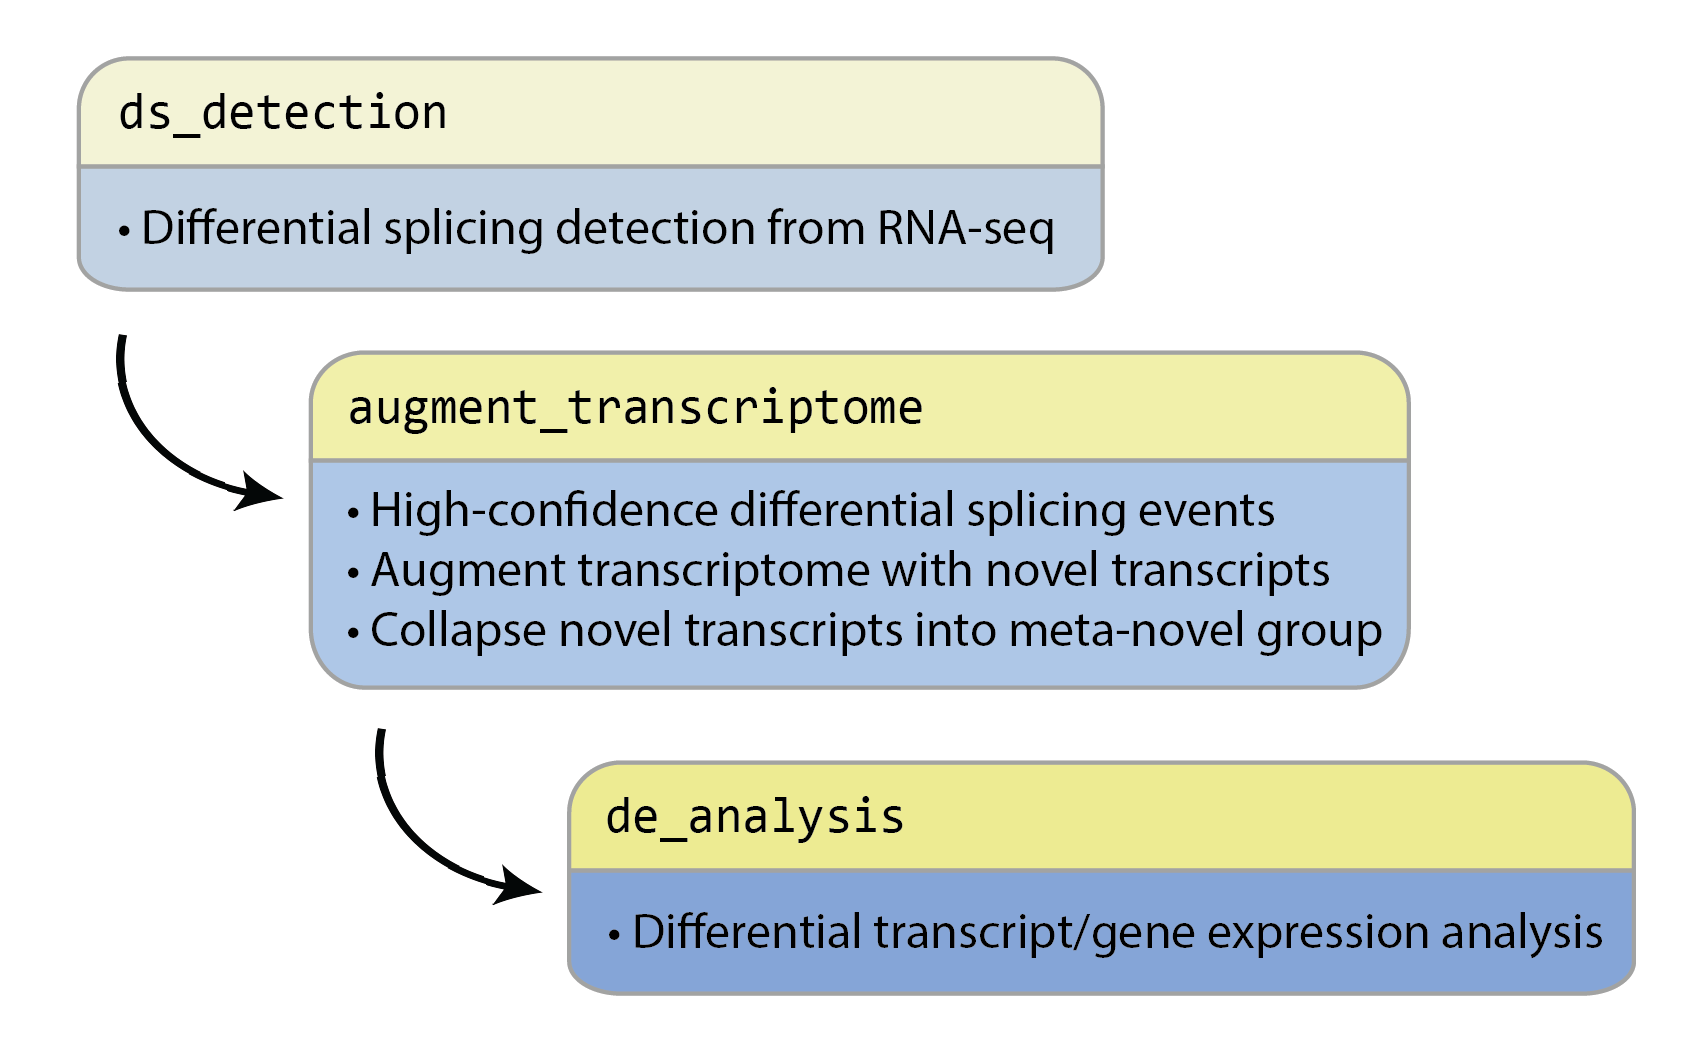 ds_detection
• Differential splicing detection from RNA-seq
augment_transcriptome
• High-confidence differential splicing events
• Augment transcriptome with novel transcripts
• Collapse novel transcripts into meta-novel group
de_analysis
• Differential transcript/gene expression analysis